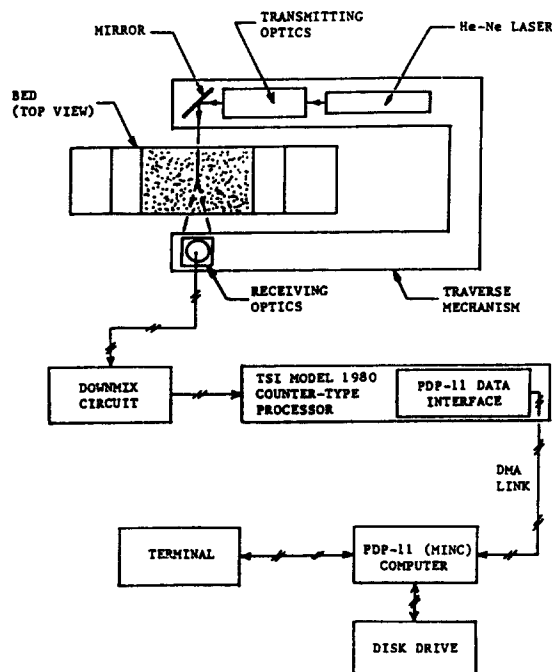 TRANSMITTING
OPTICS
He-Ne LASER
MIRROR
BED
(TOP VIEW)
RECEIVING
OPTICS
TRAVERSE
MECHANISM
DOWNMIX
CIRCUIT
TSI MODEL 1980
COUNTER-TYPE
PROCESSOR
PDP-11 DATA
INTERFACE
DMA
LINK
TERMINAL
PDP-11 (MINC)
COMPUTER
DISK DRIVE